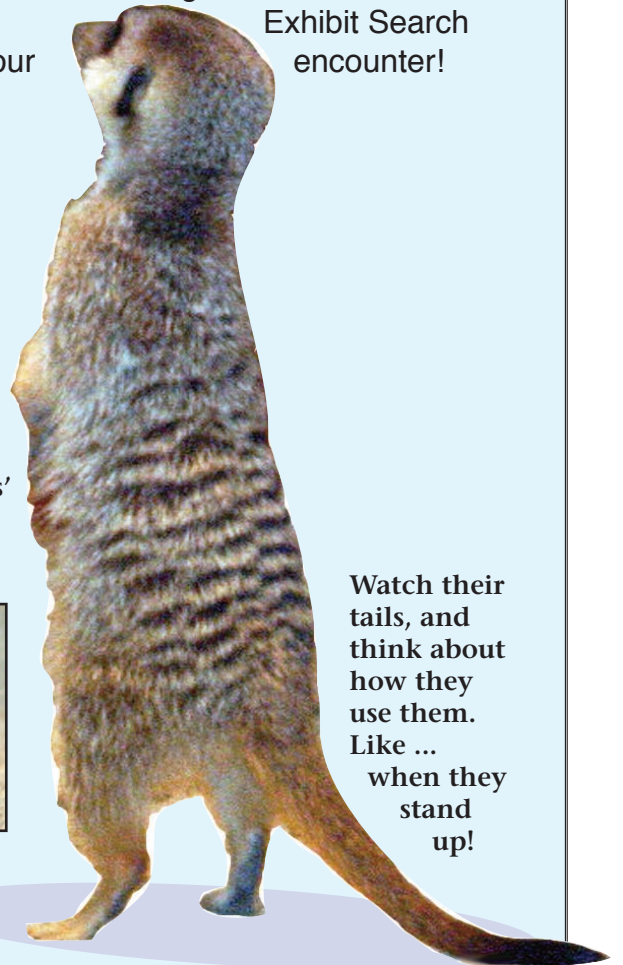 Exhibit Search
encounter!
Watch their
tails, and
think about
how they
use them.
Like ...
when they
stand
up!